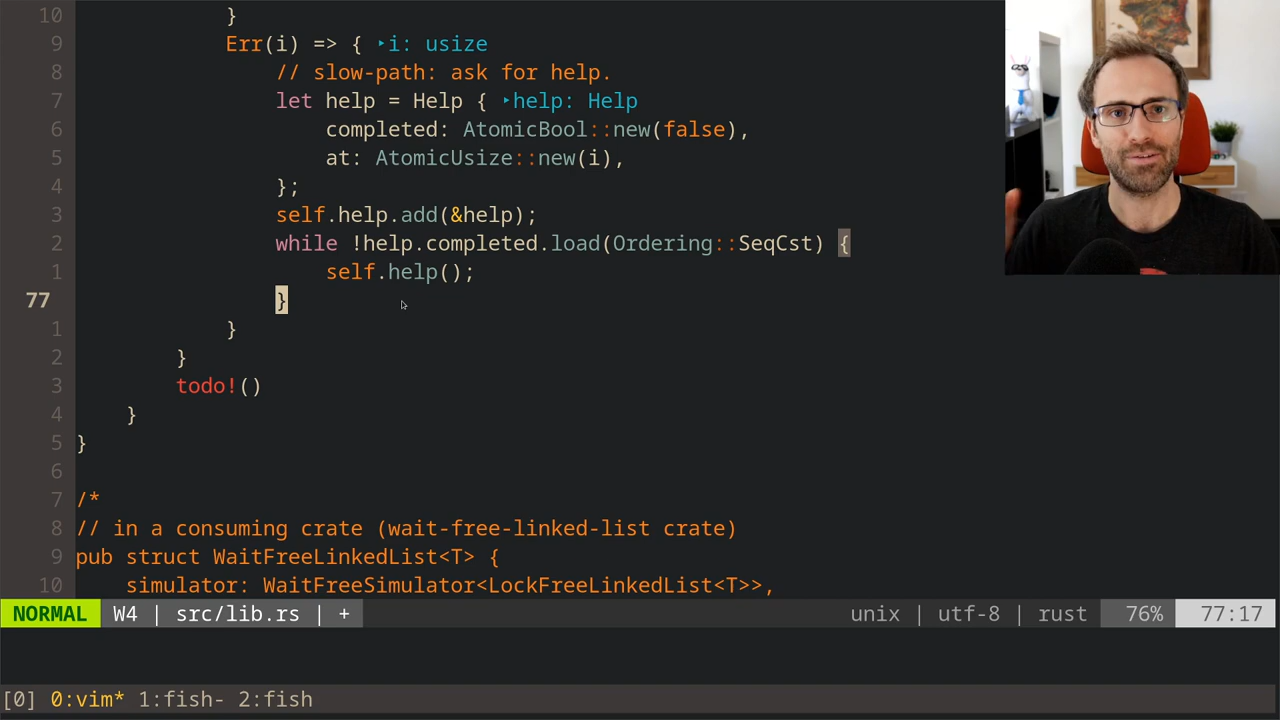 10 }
9 Err(i) => { ‣i: usize
8 // slow-path: ask for help.
7 let help = Help { ‣help: Help
6 completed: AtomicBool::new(false),
5 at: AtomicUsize::new(i),
4 };
3 self.help.add(&help);
2 while !help.completed.load(Ordering::SeqCst) {
1 self.help();
77 }
1 }
2 }
3 todo!()
4 }
5 }
6
7 /*
8 // in a consuming crate (wait-free-linked-list crate)
9 pub struct WaitFreeLinkedList<T> {
10 simulator: WaitFreeSimulator<LockFreeLinkedList<T>>,
NORMAL W4 | src/lib.rs | + unix | utf-8 | rust 76% 77:17
[0] 0:vim* 1:fish- 2:fish